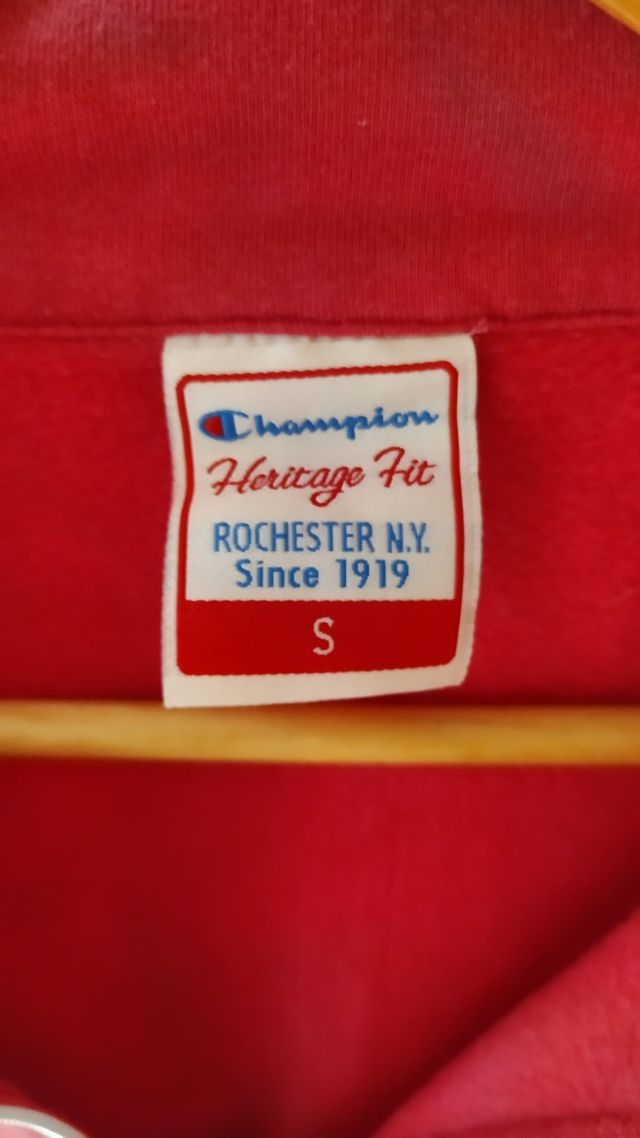 Champion
Heritage Fit
ROCHESTER N.Y.
Since 1919
S